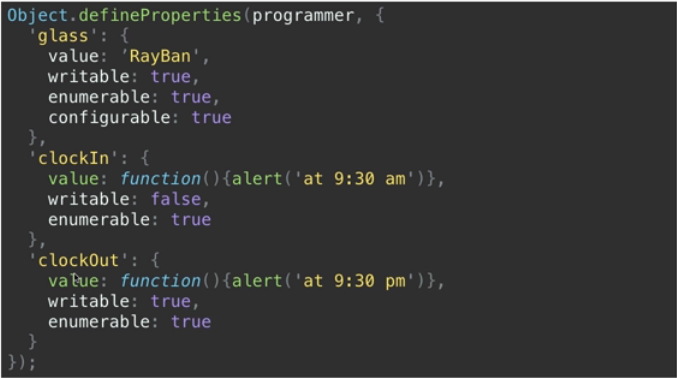 Object.defineProperties(programmer, {
  'glass': {
    value: ’RayBan',
    writable: true,
    enumerable: true,
    configurable: true
  },
  'clockIn': {
    value: function(){alert('at 9:30 am')},
    writable: false,
    enumerable: true
  },
  'clockOut': {
    value: function(){alert('at 9:30 pm')},
    writable: true,
    enumerable: true
  }
});